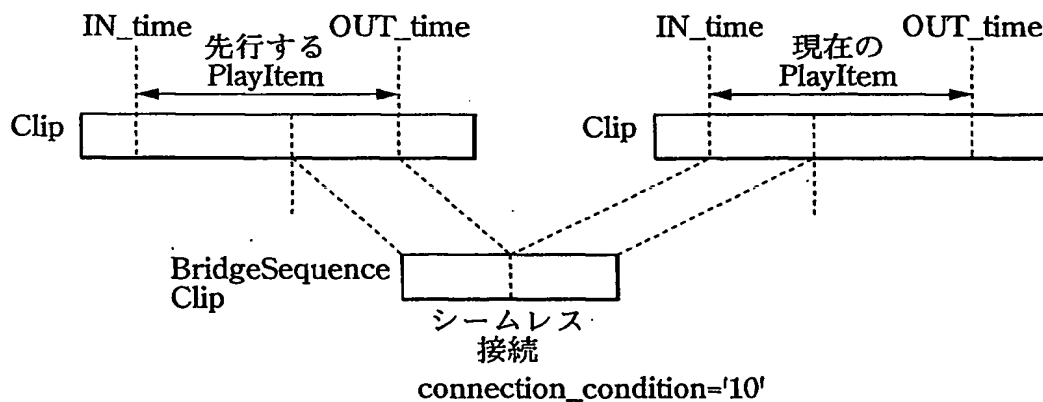 IN_time
OUT_time
IN_time
OUT_time
先行する
PlayItem
現在の
PlayItem
Clip
Clip
BridgeSequence
Clip
シームレス
接続
connection_condition='10'